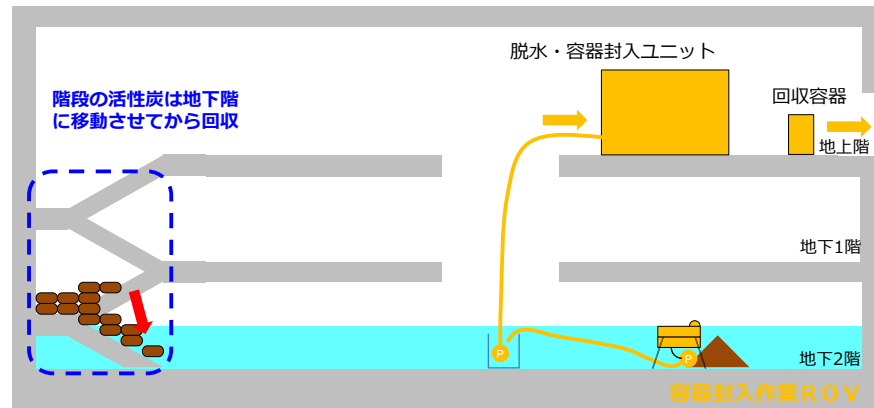 脱水・容器封入ユニット
階段の活性炭は地下階
に移動させてから回収
回収容器
地上階
地下1階
P
P
地下2階
容器封入作業ＲＯＶ